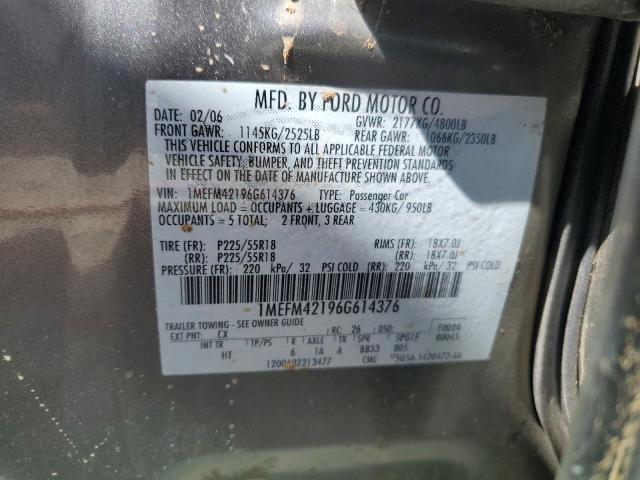 MFD. BY FORD MOTOR CO.
DATE: 02/06 GVWR: 2177KG/4800LB
FRONT GAWR: 1145KG/2525LB REAR GAWR: 1066KG/2350LB
THIS VEHICLE CONFORMS TO ALL APPLICABLE FEDERAL MOTOR
VEHICLE SAFETY, BUMPER, AND THEFT PREVENTION STANDARDS
IN EFFECT ON THE DATE OF MANUFACTURE SHOWN ABOVE.
VIN: 1MEFM42196G614376 TYPE: Passenger Car
MAXIMUM LOAD = OCCUPANTS + LUGGAGE = 430KG/ 950LB
OCCUPANTS = 5 TOTAL; 2 FRONT, 3 REAR
TIRE (FR): P225/55R18 RIMS (FR): 18X7.0J
(RR): P225/55R18 (RR): 18X7.0J
PRESSURE (FR): 220 kPa/ 32 PSI COLD (RR): 220 kPa/ 32 PSI COLD
1MEFM42196G614376
TRAILER TOWING - SEE OWNER GUIDE
EXT PNT: CX RC: 26 DSO: F0024
INT TR TP/PS R AXLE TR SPR R0045
HT 6 1A A 8833 805
CMC